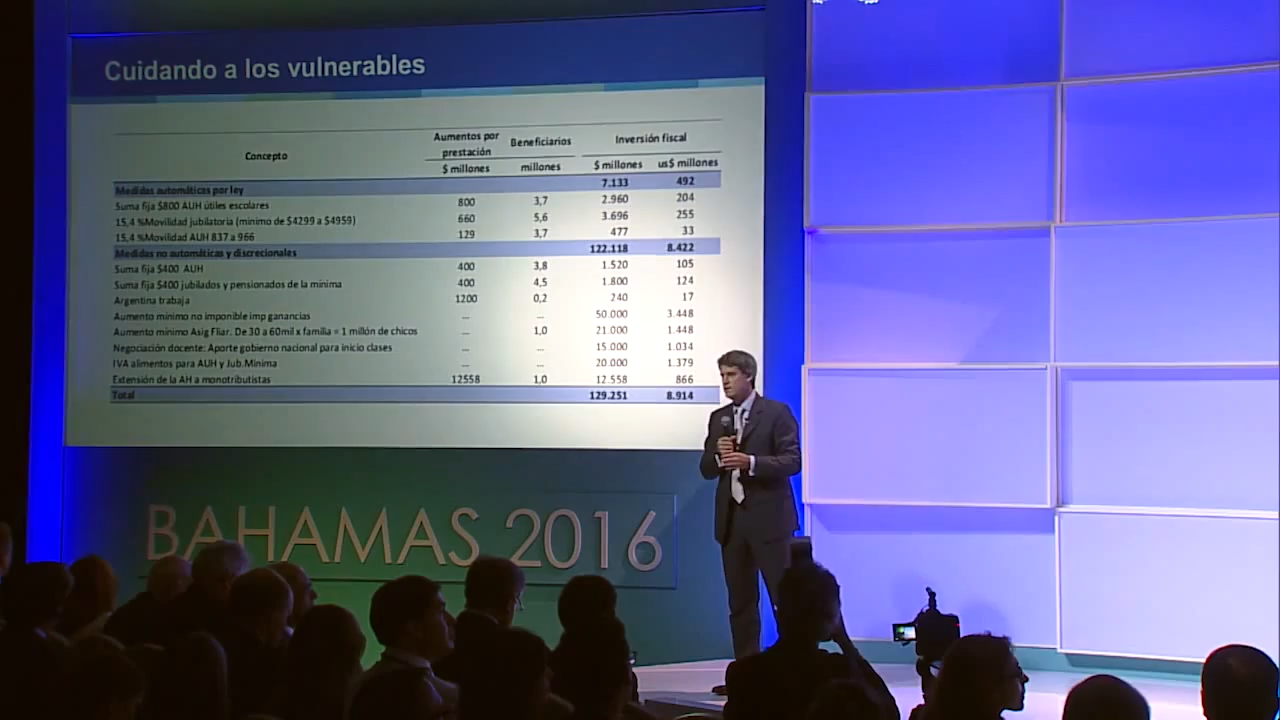 Cuidando a los vulnerables
Concepto Aumentos por prestación Beneficiarios Inversión fiscal
$ millones millones $ millones us$ millones
Medidas automáticas por ley 7.133 492
Suma fija $800 AUH útiles escolares 800 3,7 2.960 204
15,4 %Movilidad jubilatoria (mínimo de $4299 a $4959) 660 5,6 3.696 255
15,4 %Movilidad AUH 837 a 966 129 3,7 477 33
Medidas no automáticas y discrecionales 122.118 8.422
Suma fija $400 AUH 400 3,8 1.520 105
Suma fija $400 jubilados y pensionados de la mínima 400 4,5 1.800 124
Argentina trabaja 1200 0,2 240 17
Aumento mínimo no imponible imp ganancias ... ... 50.000 3.448
Aumento mínimo Asig Fliar. De 30 a 60mil x familia = 1 millón de chicos ... 1,0 21.000 1.448
Negociación docente: Aporte gobierno nacional para inicio clases ... ... 15.000 1.034
IVA alimentos para AUH y Jub.Mínima ... ... 20.000 1.379
Extensión de la AH a monotributistas 12558 1,0 12.558 866
Total 129.251 8.914
BAHAMAS 2016